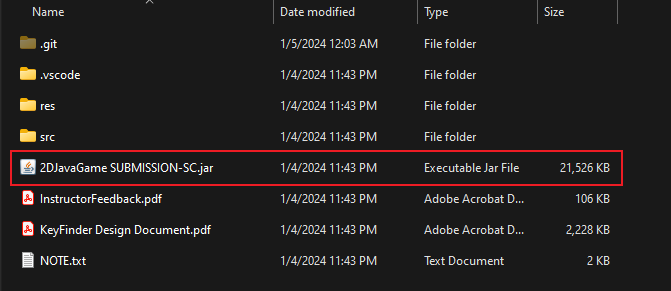 Name Date modified Type Size
.git 1/5/2024 12:03 AM File folder
.vscode 1/4/2024 11:43 PM File folder
res 1/4/2024 11:43 PM File folder
src 1/4/2024 11:43 PM File folder
2DJavaGame SUBMISSION-SC.jar 1/4/2024 11:43 PM Executable Jar File 21,526 KB
InstructorFeedback.pdf 1/4/2024 11:43 PM Adobe Acrobat D... 106 KB
KeyFinder Design Document.pdf 1/4/2024 11:43 PM Adobe Acrobat D... 2,228 KB
NOTE.txt 1/4/2024 11:43 PM Text Document 2 KB